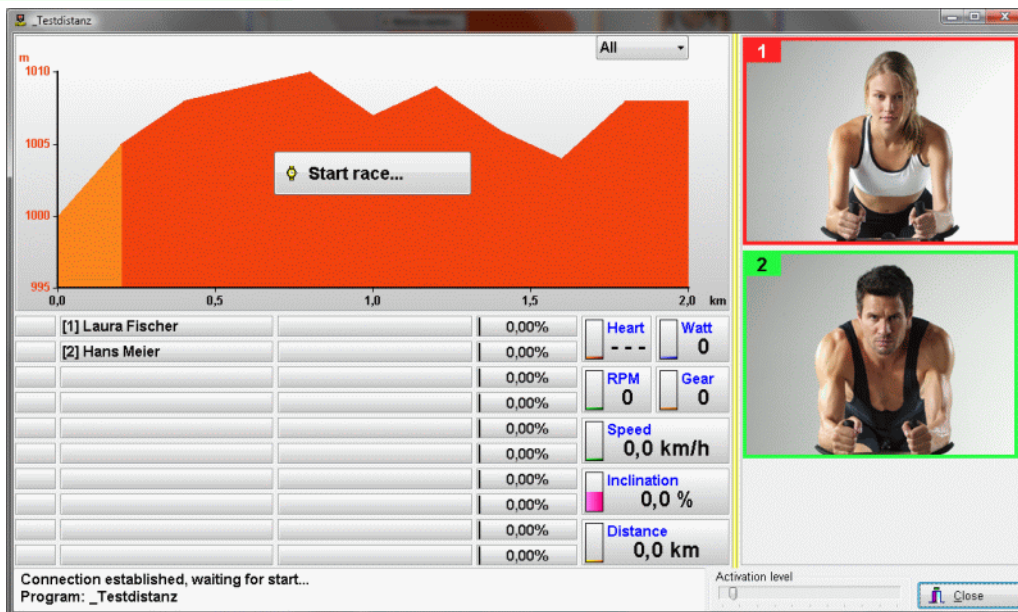 _Testdistanz
All
m
1010
1005
1000
995
0,0 0,5 1,0 1,5 2,0 km
Start race...
1
2
[1] Laura Fischer 0,00%
[2] Hans Meier 0,00%
0,00%
0,00%
0,00%
0,00%
0,00%
0,00%
0,00%
0,00%
Heart Watt
--- 0
RPM Gear
0 0
Speed
0,0 km/h
Inclination
0,0 %
Distance
0,0 km
Connection established, waiting for start...
Program: _Testdistanz
Activation level
Close